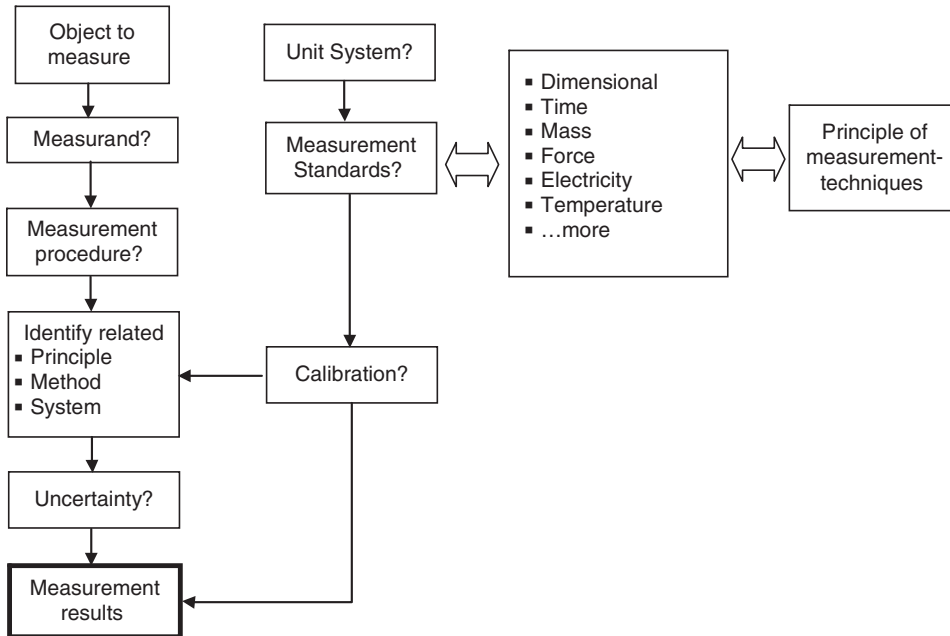 Object to
measure
Measurand?
Measurement
procedure?
Identify related
▪ Principle
▪ Method
▪ System
Uncertainty?
Measurement
results
Unit System?
Measurement
Standards?
Calibration?
▪ Dimensional
▪ Time
▪ Mass
▪ Force
▪ Electricity
▪ Temperature
▪ …more
Principle of
measurement-
techniques